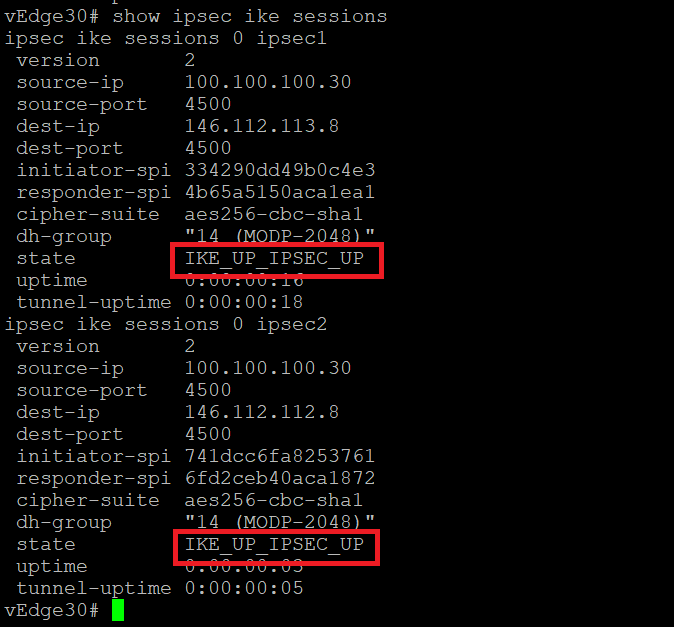 vEdge30# show ipsec ike sessions
ipsec ike sessions 0 ipsec1
version 2
source-ip 100.100.100.30
source-port 4500
dest-ip 146.112.113.8
dest-port 4500
initiator-spi 334290dd49b0c4e3
responder-spi 4b65a5150aca1ea1
cipher-suite aes256-cbc-sha1
dh-group "14 (MODP-2048)"
state IKE_UP_IPSEC_UP
uptime 0:00:00:16
tunnel-uptime 0:00:00:18
ipsec ike sessions 0 ipsec2
version 2
source-ip 100.100.100.30
source-port 4500
dest-ip 146.112.112.8
dest-port 4500
initiator-spi 741dcc6fa8253761
responder-spi 6fd2ceb40aca1872
cipher-suite aes256-cbc-sha1
dh-group "14 (MODP-2048)"
state IKE_UP_IPSEC_UP
uptime
tunnel-uptime 0:00:00:05
vEdge30#